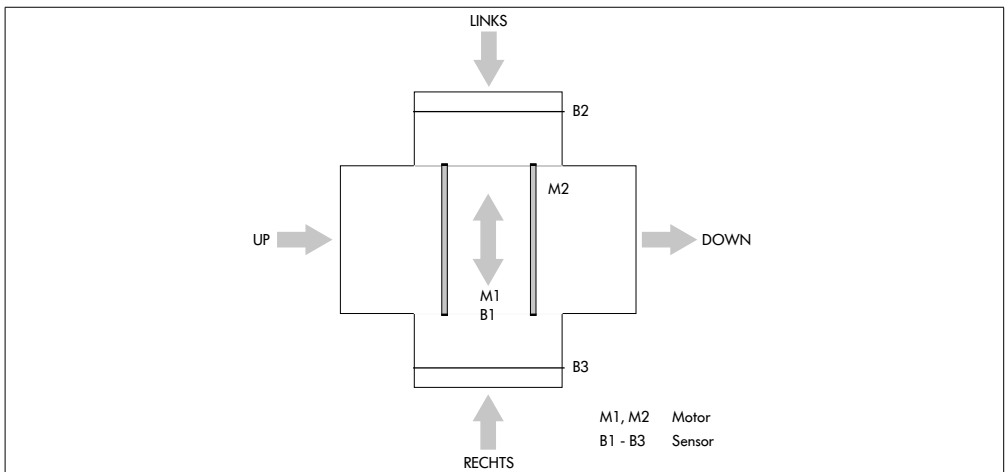 LINKS
B2
M2
UP
DOWN
M1
B1
B3
M1, M2 Motor
B1 - B3 Sensor
RECHTS